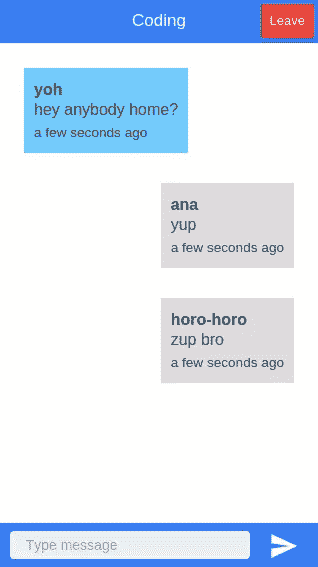 Coding
Leave
yoh
hey anybody home?
a few seconds ago
ana
yup
a few seconds ago
horo-horo
zup bro
a few seconds ago
Type message